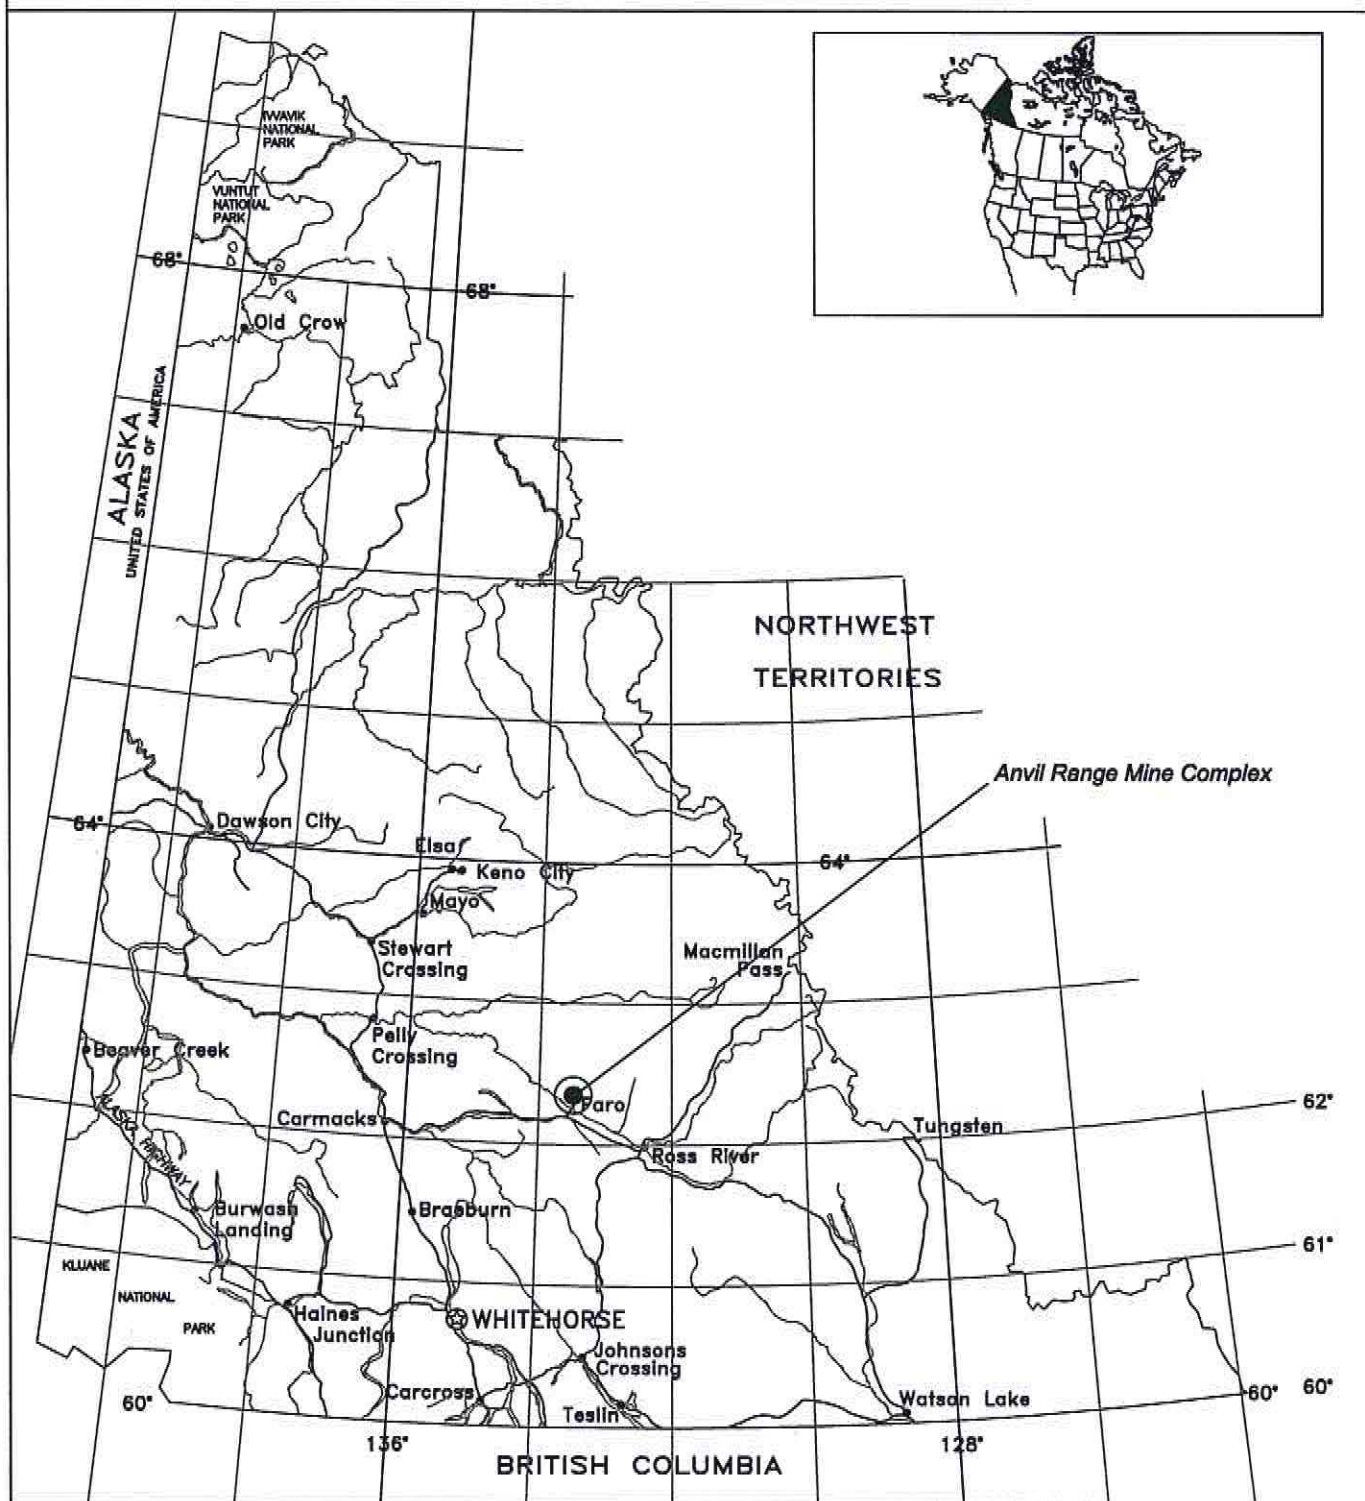 IVVAVIK
NATIONAL
PARK
VUNTUT
NATIONAL
PARK
68°
68°
Old Crow
ALASKA
UNITED STATES OF AMERICA
NORTHWEST
TERRITORIES
Anvil Range Mine Complex
64°
Dawson City
Elsa
64°
Keno City
Mayo
Stewart
Crossing
Macmillan
Pass
Pelly
Crossing
Beaver Creek
Faro
62°
Carmacks
Tungsten
ALASKA HIGHWAY
Ross River
Burwash
Landing
Braeburn
61°
KLUANE
NATIONAL
PARK
Haines
Junction
WHITEHORSE
Johnsons
Crossing
Carcross
Teslin
Watson Lake
60°
60°
60°
136°
128°
BRITISH COLUMBIA